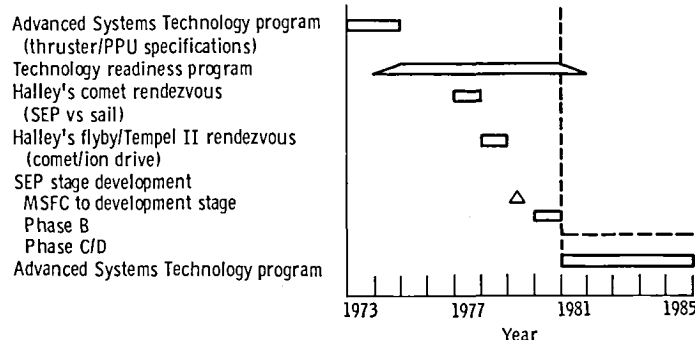 Advanced Systems Technology program
(thruster/PPU specifications)
Technology readiness program
Halley's comet rendezvous
(SEP vs sail)
Halley's flyby/Tempel II rendezvous
(comet/ion drive)
SEP stage development
MSFC to development stage
Phase B
Phase C/D
Advanced Systems Technology program
1973 1977 1981 1985
Year